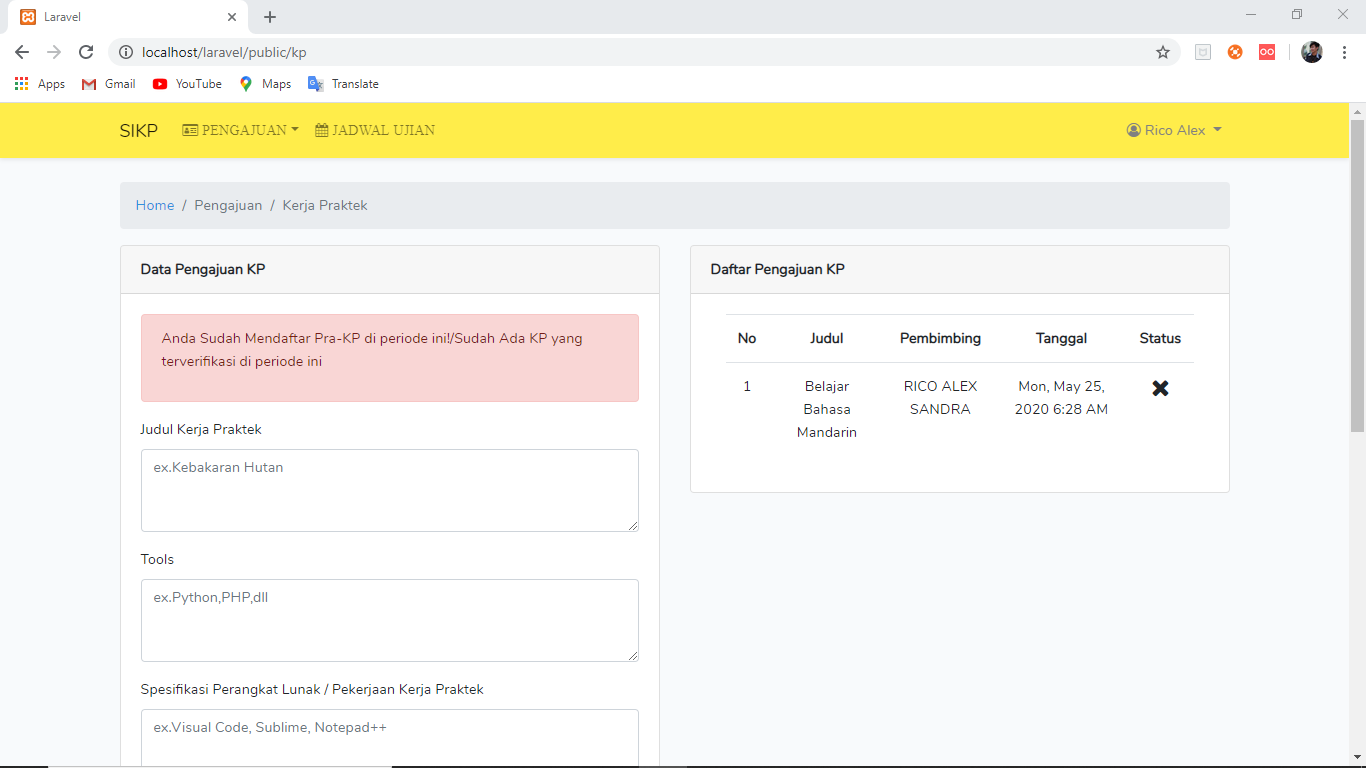 Laravel
localhost/laravel/public/kp
Apps Gmail YouTube Maps Translate
SIKP PENGAJUAN JADWAL UJIAN Rico Alex
Home / Pengajuan / Kerja Praktek
Data Pengajuan KP
Anda Sudah Mendaftar Pra-KP di periode ini!/Sudah Ada KP yang
terverifikasi di periode ini
Judul Kerja Praktek
ex.Kebakaran Hutan
Tools
ex.Python,PHP,dll
Spesifikasi Perangkat Lunak / Pekerjaan Kerja Praktek
ex.Visual Code, Sublime, Notepad++
Daftar Pengajuan KP
No Judul Pembimbing Tanggal Status
1 Belajar RICO ALEX Mon, May 25,
Bahasa SANDRA 2020 6:28 AM
Mandarin